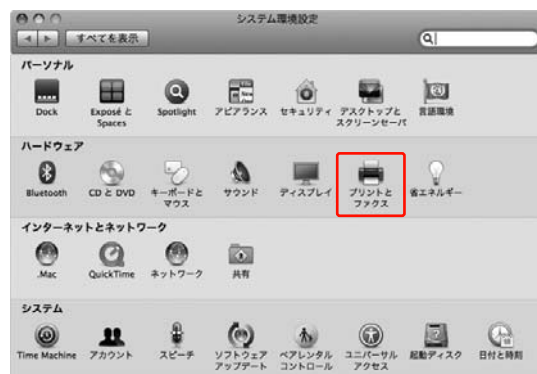 システム環境設定
すべてを表示
パーソナル
Dock
Exposé と
Spaces
Spotlight
アピアランス
セキュリティ
デスクトップと
スクリーンセーバ
言語環境
ハードウェア
Bluetooth
CD と DVD
キーボードと
マウス
サウンド
ディスプレイ
プリントと
ファクス
省エネルギー
インターネットとネットワーク
.Mac
QuickTime
ネットワーク
共有
システム
Time Machine
アカウント
スピーチ
ソフトウェア
アップデート
ペアレンタル
コントロール
ユニバーサル
アクセス
起動ディスク
日付と時刻